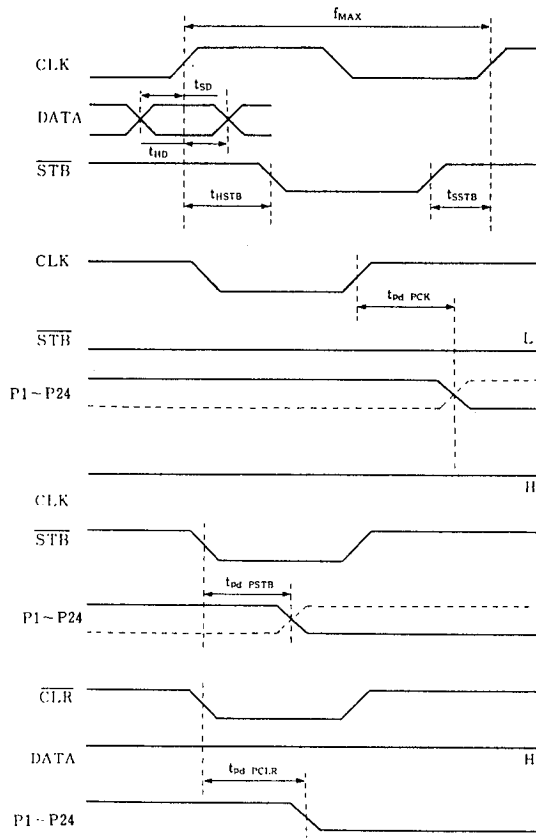 fMAX
CLK
tSD
DATA
tHD
STB
tHSTB
tSSTB
CLK
tpd PCK
STB
L
P1~P24
H
CLK
STB
tpd PSTB
P1~P24
CLR
DATA
H
tpd PCLR
P1~P24